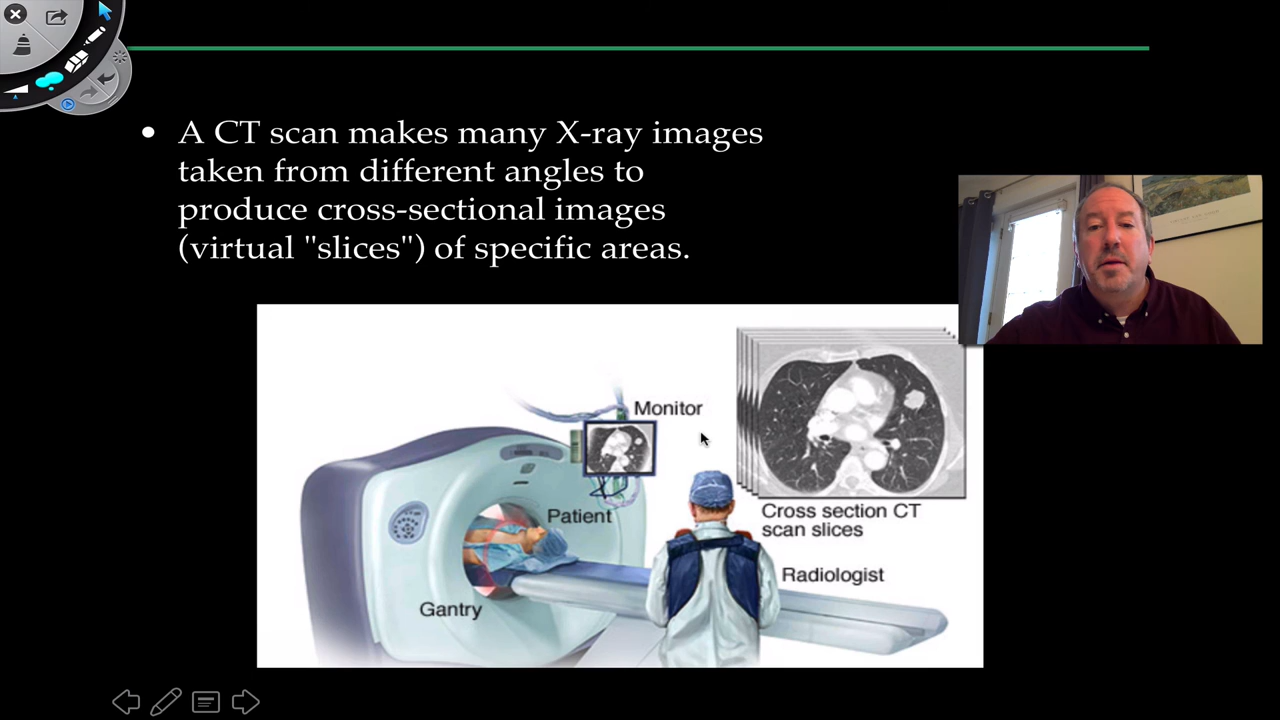 • A CT scan makes many X-ray images
taken from different angles to
produce cross-sectional images
(virtual "slices") of specific areas.
Monitor
Patient
Cross section CT
scan slices
Radiologist
Gantry